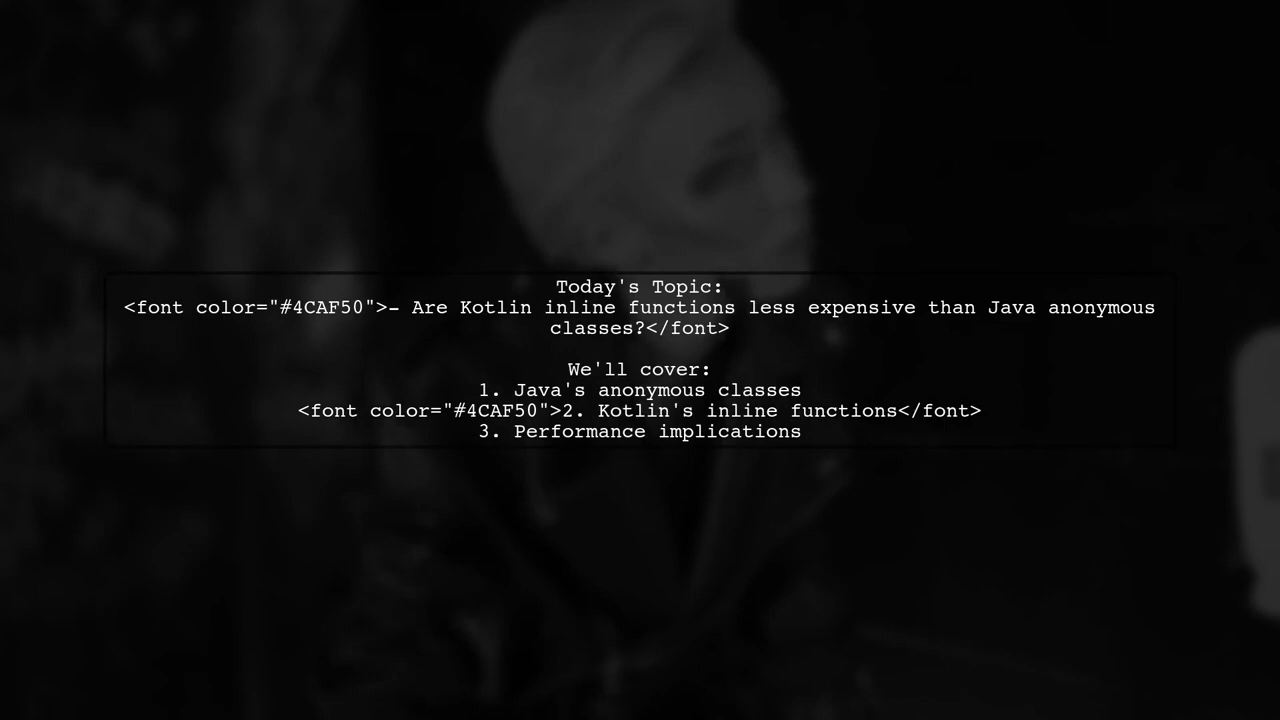 Today's Topic:
<font color="#4CAF50">- Are Kotlin inline functions less expensive than Java anonymous
classes?</font>
We'll cover:
1. Java's anonymous classes
<font color="#4CAF50">2. Kotlin's inline functions</font>
3. Performance implications